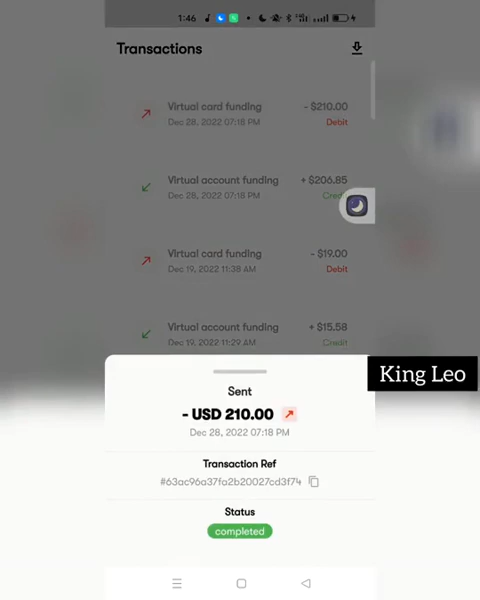 1:46
Transactions
Virtual card funding - $210.00
Dec 28, 2022 07:18 PM Debit
Virtual account funding + $206.85
Dec 28, 2022 07:18 PM Credit
Virtual card funding - $19.00
Dec 19, 2022 11:38 AM Debit
Virtual account funding + $15.58
Dec 19, 2022 11:29 AM Credit
King Leo
Sent
- USD 210.00
Dec 28, 2022 07:18 PM
Transaction Ref
#63ac96a37fa2b20027cd3f74
Status
completed